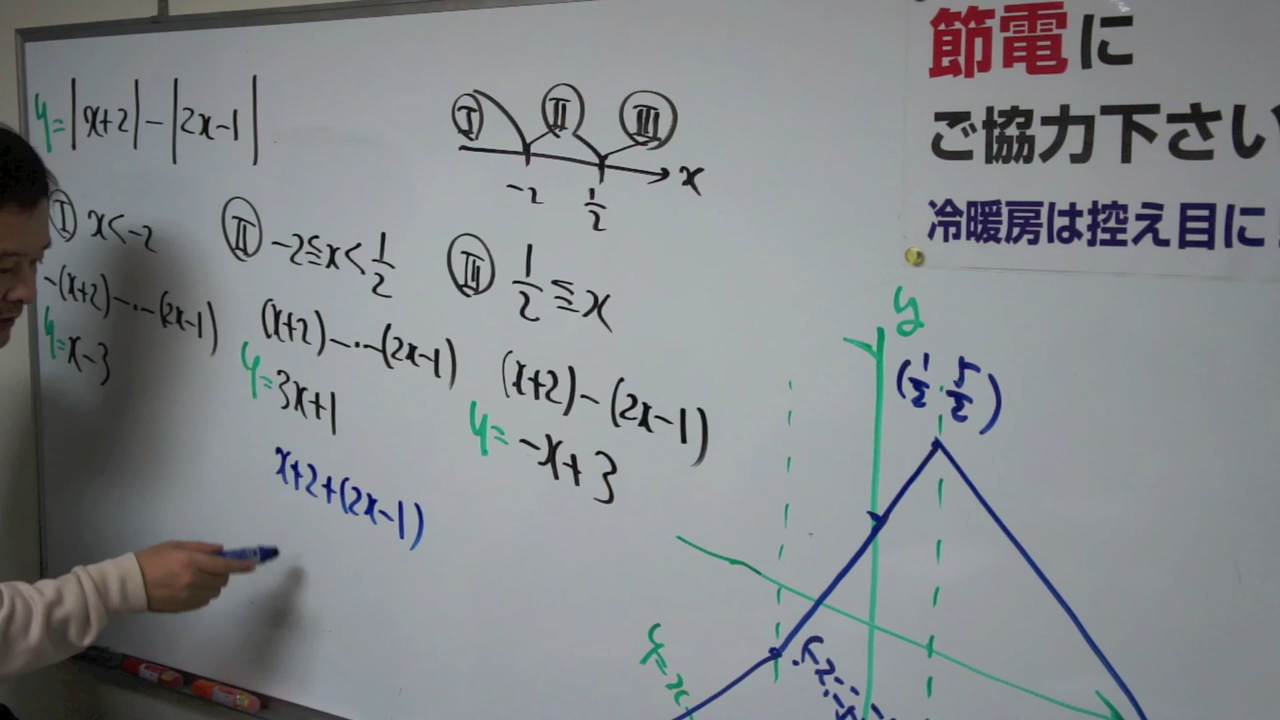 y=|x+2|-|2x-1|
I II III
-2 1/2 x
I x<-2
-(x+2)-..-(2x-1)
y=x-3
II -2≦x<1/2
(x+2)-..-(2x-1)
y=3x+1
x+2+(2x-1)
III 1/2≦x
(x+2)-(2x-1)
y=-x+3
y
(1/2, 5/2)
節電に
ご協力下さい
冷暖房は控え目に!